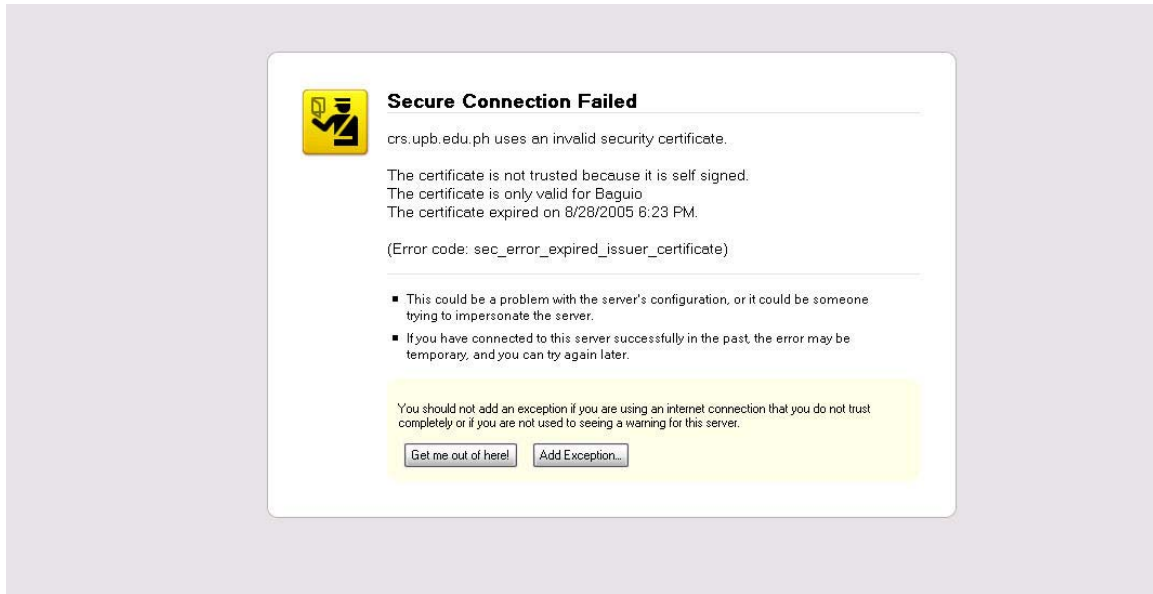 Secure Connection Failed
crs.upb.edu.ph uses an invalid security certificate.
The certificate is not trusted because it is self signed.
The certificate is only valid for Baguio
The certificate expired on 8/28/2005 6:23 PM.
(Error code: sec_error_expired_issuer_certificate)
This could be a problem with the server's configuration, or it could be someone
trying to impersonate the server.
If you have connected to this server successfully in the past, the error may be
temporary, and you can try again later.
You should not add an exception if you are using an internet connection that you do not trust
completely or if you are not used to seeing a warning for this server.
Get me out of here!
Add Exception...